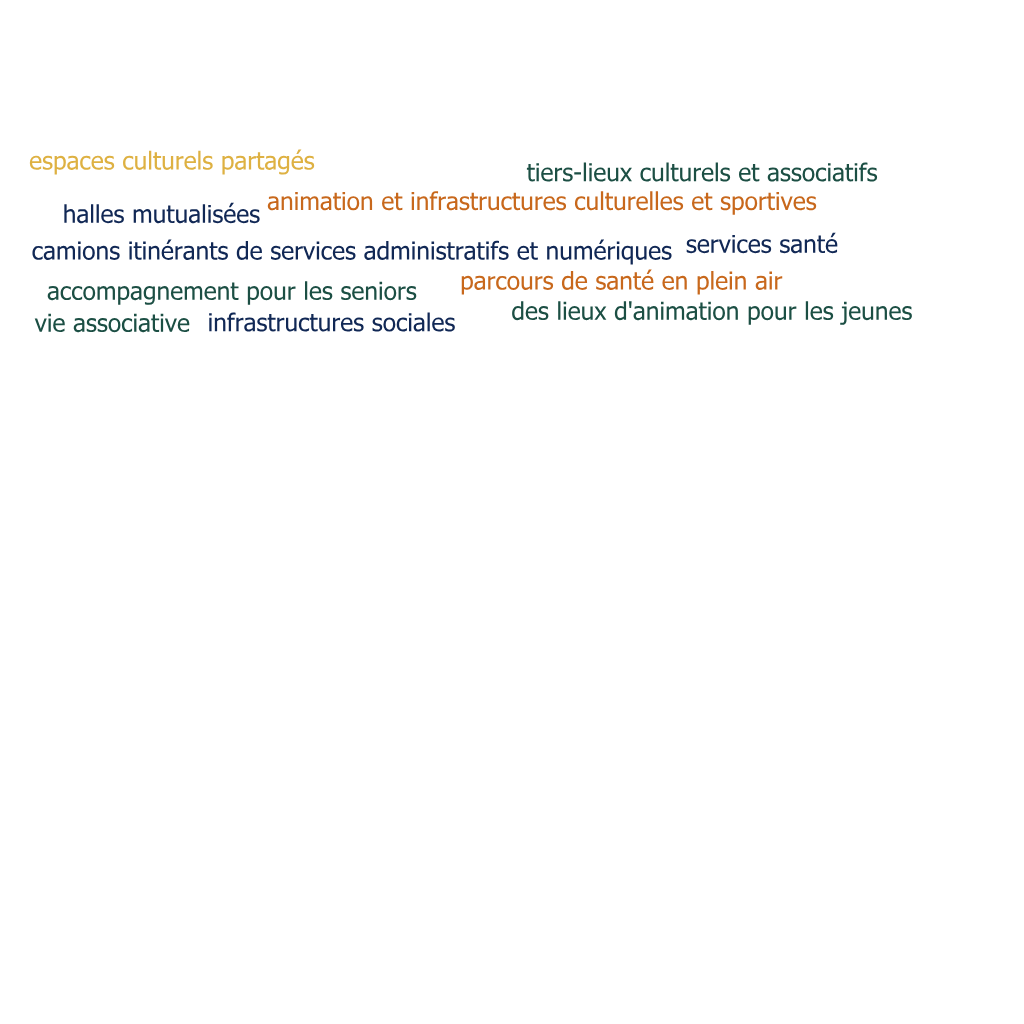 espaces culturels partagés
tiers-lieux culturels et associatifs
halles mutualisées
animation et infrastructures culturelles et sportives
camions itinérants de services administratifs et numériques
services santé
accompagnement pour les seniors
parcours de santé en plein air
vie associative
infrastructures sociales
des lieux d'animation pour les jeunes